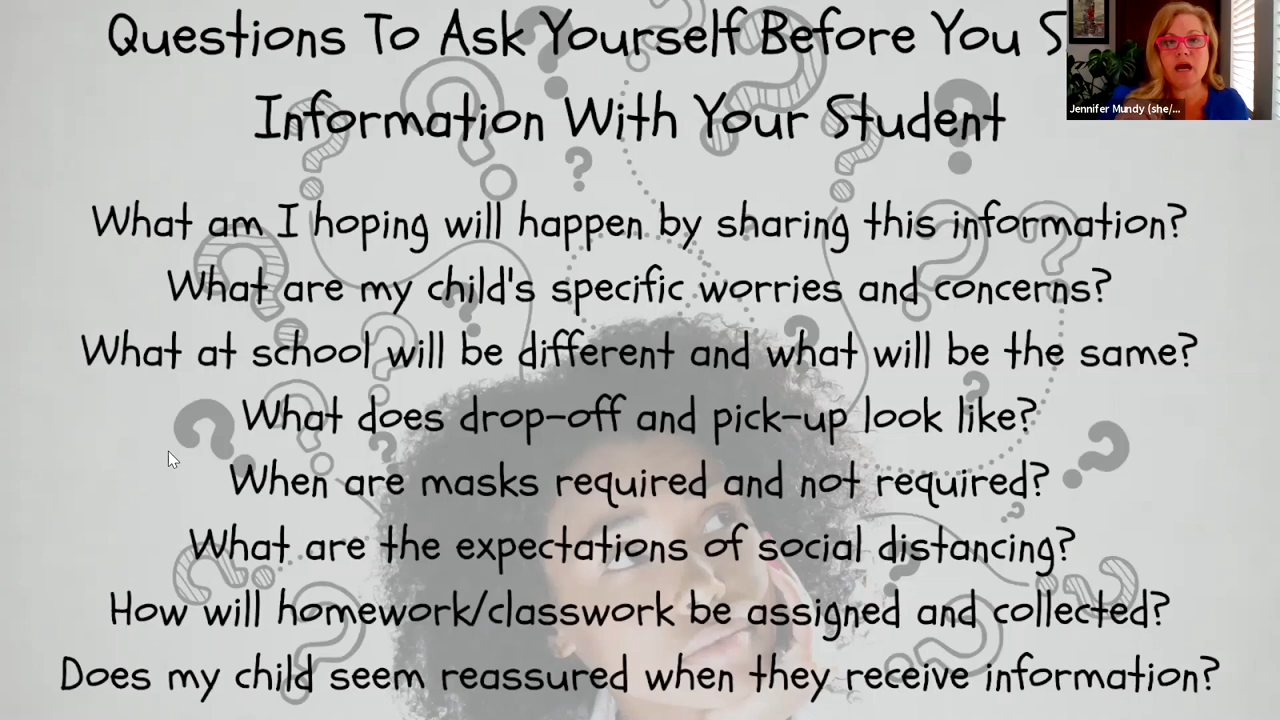 Questions To Ask Yourself Before You S
Information With Your Student
Jennifer Mundy (she/...
What am I hoping will happen by sharing this information?
What are my child's specific worries and concerns?
What at school will be different and what will be the same?
What does drop-off and pick-up look like?
When are masks required and not required?
What are the expectations of social distancing?
How will homework/classwork be assigned and collected?
Does my child seem reassured when they receive information?